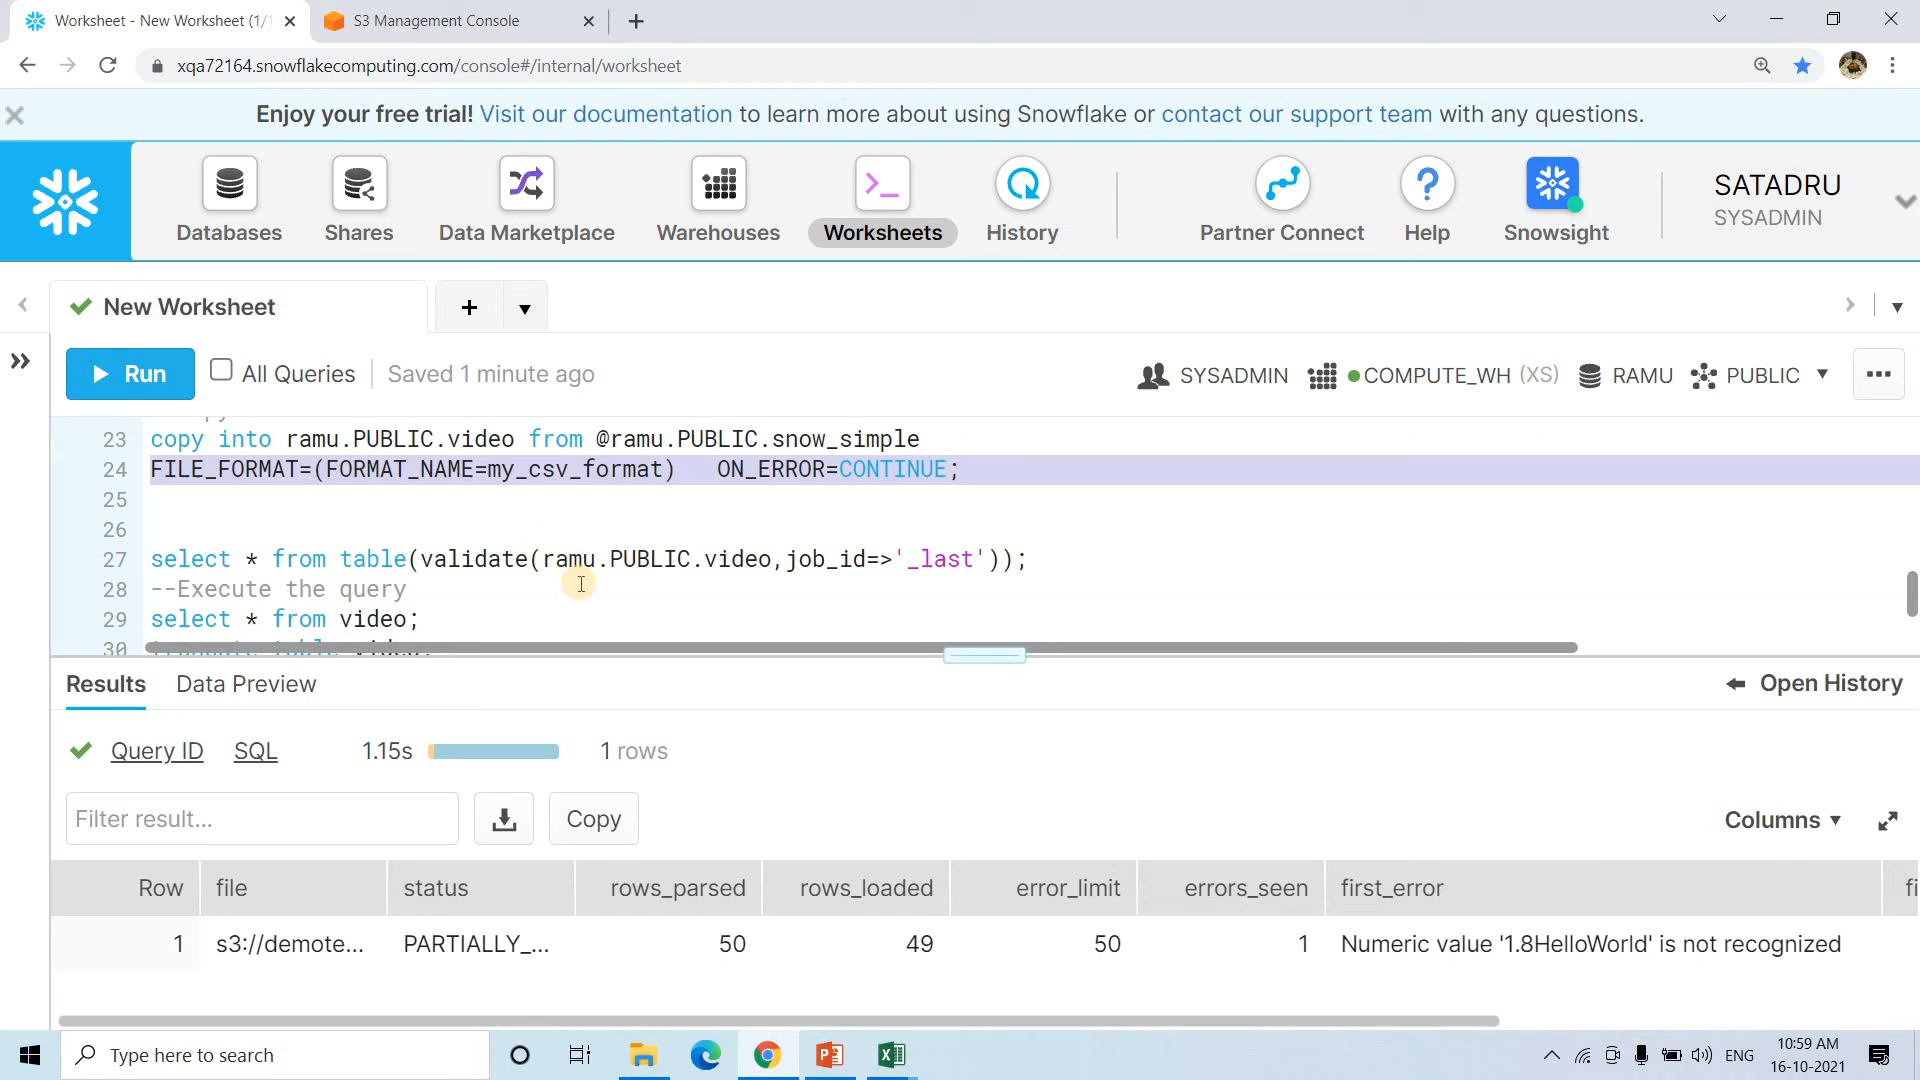 Worksheet - New Worksheet (1/1
S3 Management Console
xqa72164.snowflakecomputing.com/console#/internal/worksheet
Enjoy your free trial! Visit our documentation to learn more about using Snowflake or contact our support team with any questions.
Databases
Shares
Data Marketplace
Warehouses
Worksheets
History
Partner Connect
Help
Snowsight
SATADRU
SYSADMIN
New Worksheet
Run
All Queries
Saved 1 minute ago
SYSADMIN
COMPUTE_WH (XS)
RAMU
PUBLIC
23 copy into ramu.PUBLIC.video from @ramu.PUBLIC.snow_simple
24 FILE_FORMAT=(FORMAT_NAME=my_csv_format) ON_ERROR=CONTINUE;
25
26
27 select * from table(validate(ramu.PUBLIC.video,job_id=>'_last'));
28 --Execute the query
29 select * from video;
30
Results
Data Preview
Open History
Query ID
SQL
1.15s
1 rows
Filter result...
Copy
Columns
Row file status rows_parsed rows_loaded error_limit errors_seen first_error fi
1 s3://demote... PARTIALLY_... 50 49 50 1 Numeric value '1.8HelloWorld' is not recognized
Type here to search
ENG
10:59 AM
16-10-2021